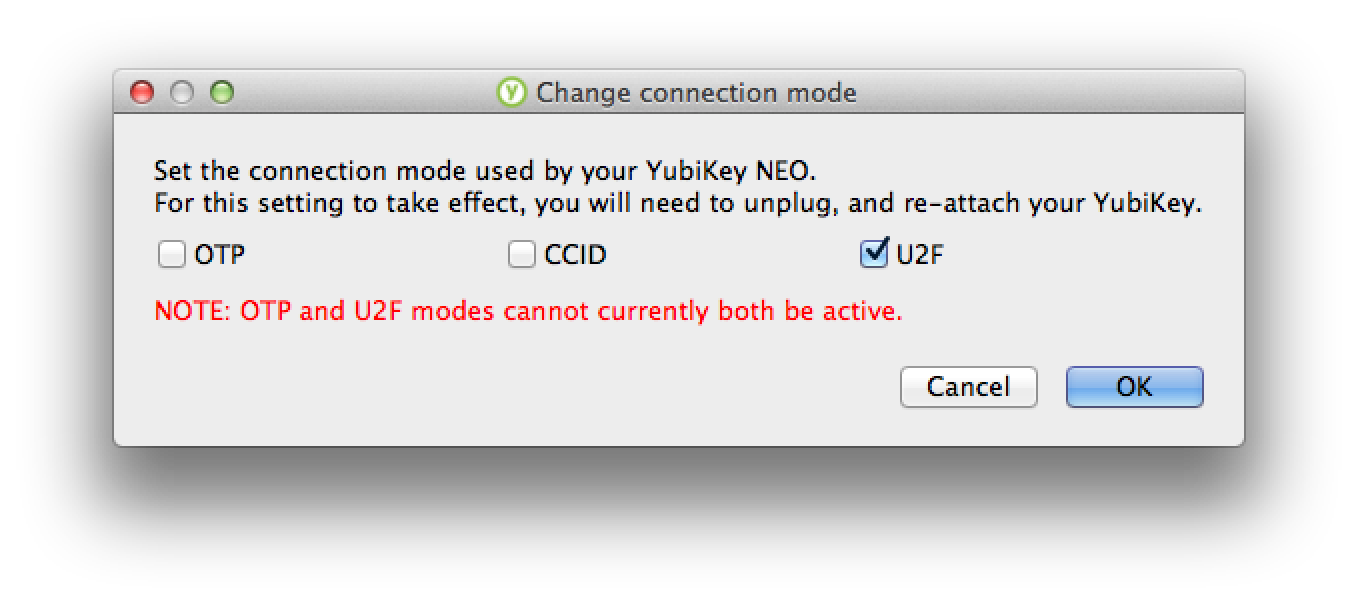 Change connection mode
Set the connection mode used by your YubiKey NEO.
For this setting to take effect, you will need to unplug, and re-attach your YubiKey.
OTP CCID U2F
NOTE: OTP and U2F modes cannot currently both be active.
Cancel OK